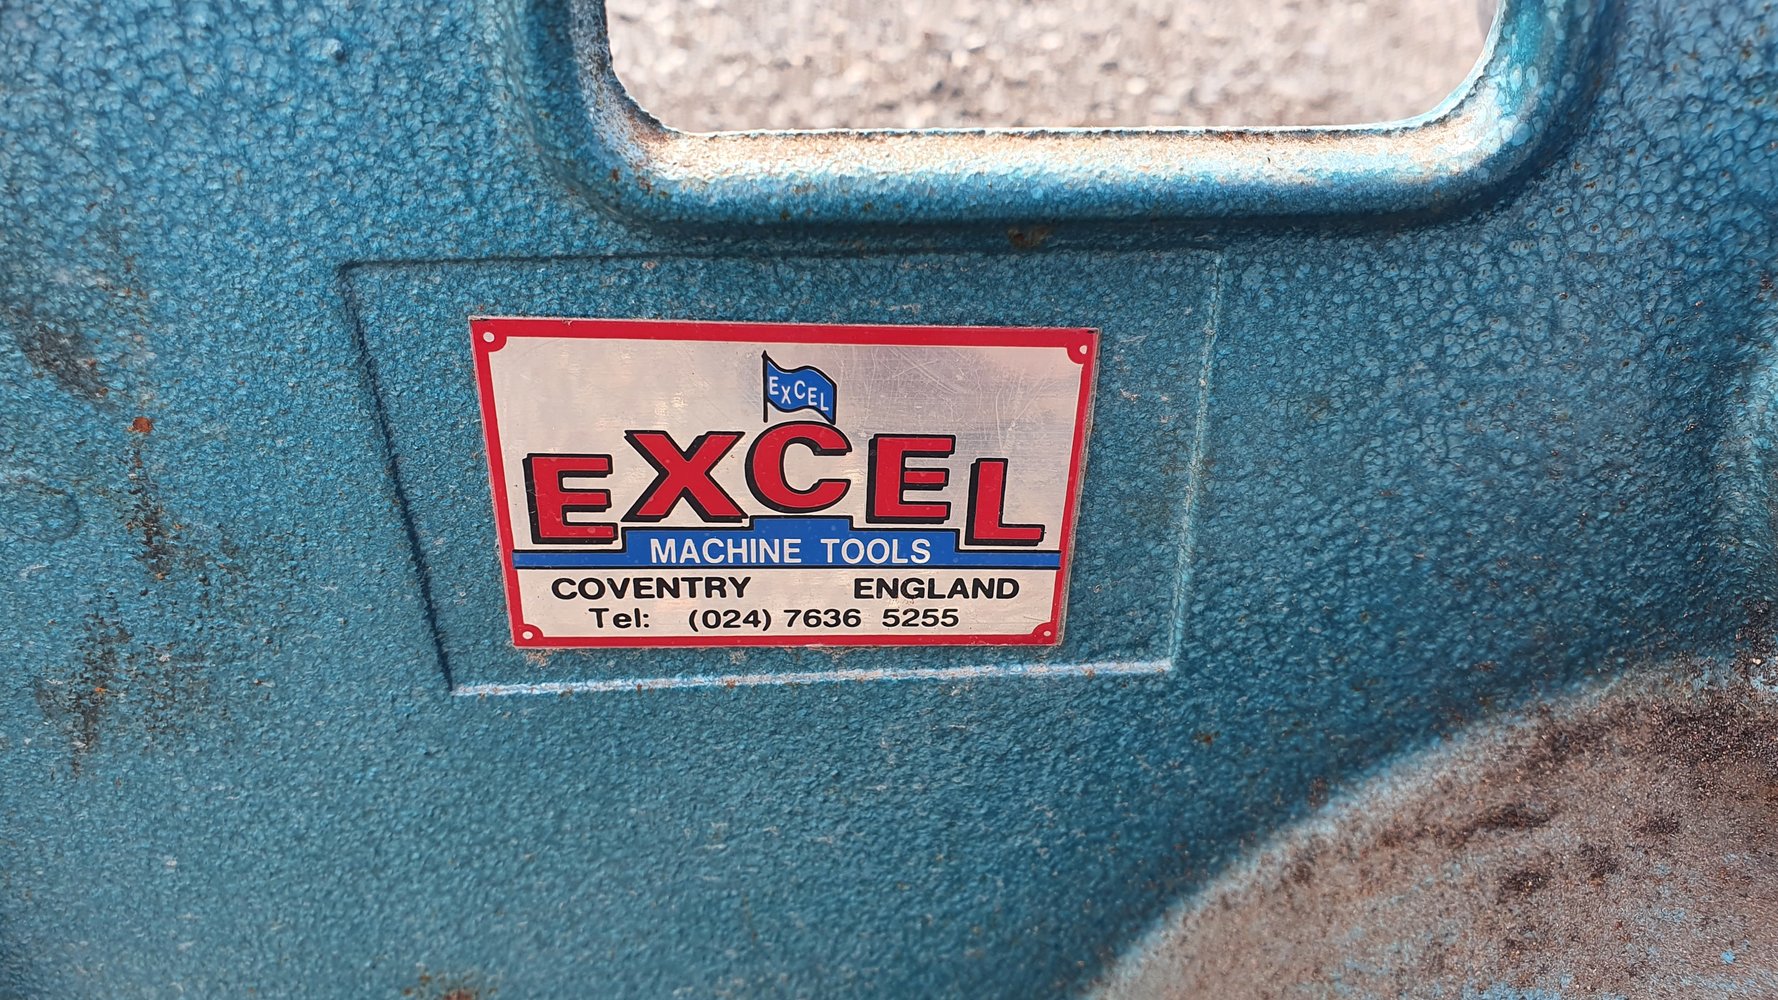 EXCEL
EXCEL
MACHINE TOOLS
COVENTRY ENGLAND
Tel: (024) 7636 5255